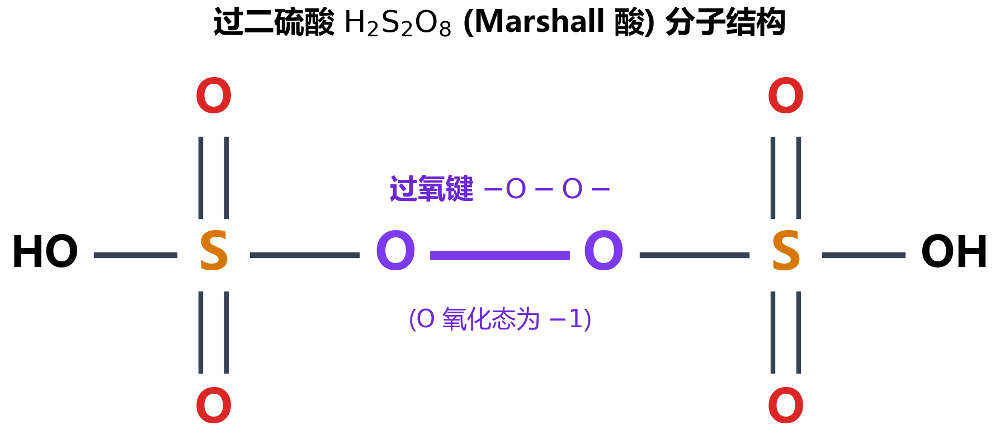 过二硫酸 H₂S₂O₈ (Marshall 酸) 分子结构
O O
过氧键 −O − O −
HO S O O S OH
(O 氧化态为 −1)
O O